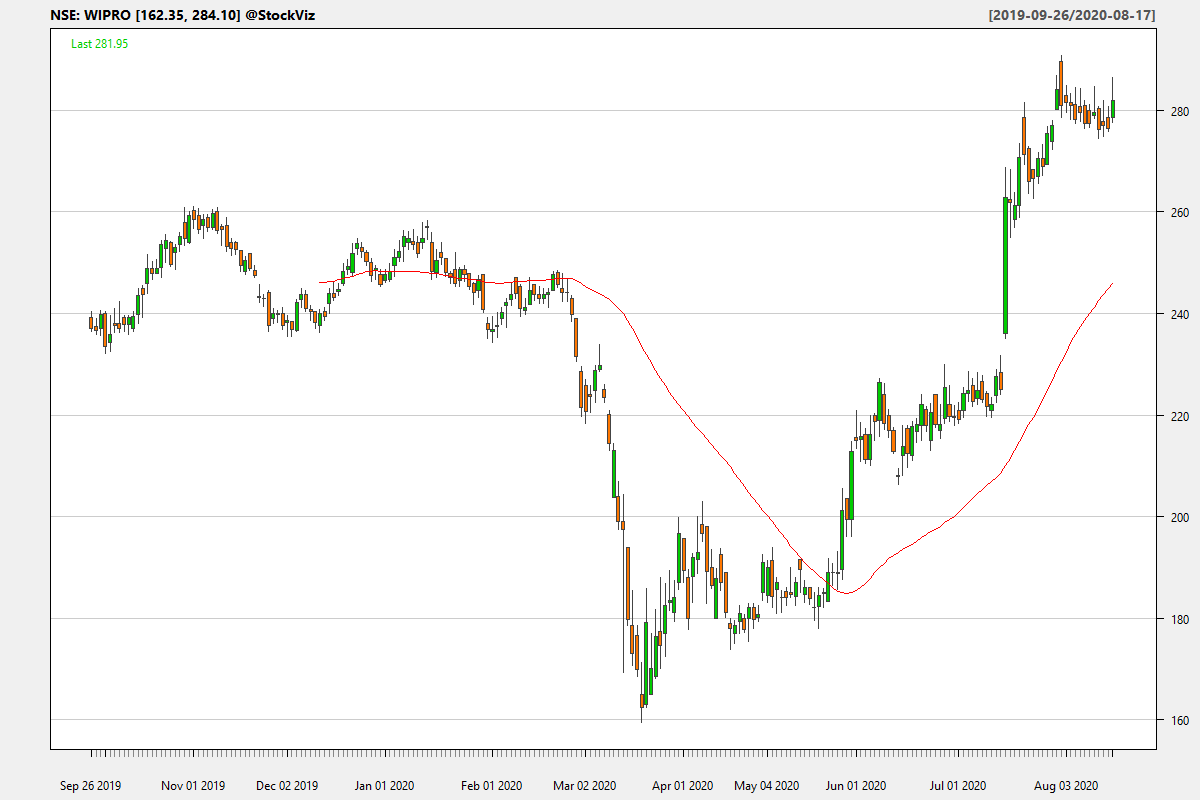 NSE: WIPRO [162.35, 284.10] @StockViz
[2019-09-26/2020-08-17]
Last 281.95
280
260
240
220
200
180
160
Sep 26 2019
Nov 01 2019
Dec 02 2019
Jan 01 2020
Feb 01 2020
Mar 02 2020
Apr 01 2020
May 04 2020
Jun 01 2020
Jul 01 2020
Aug 03 2020